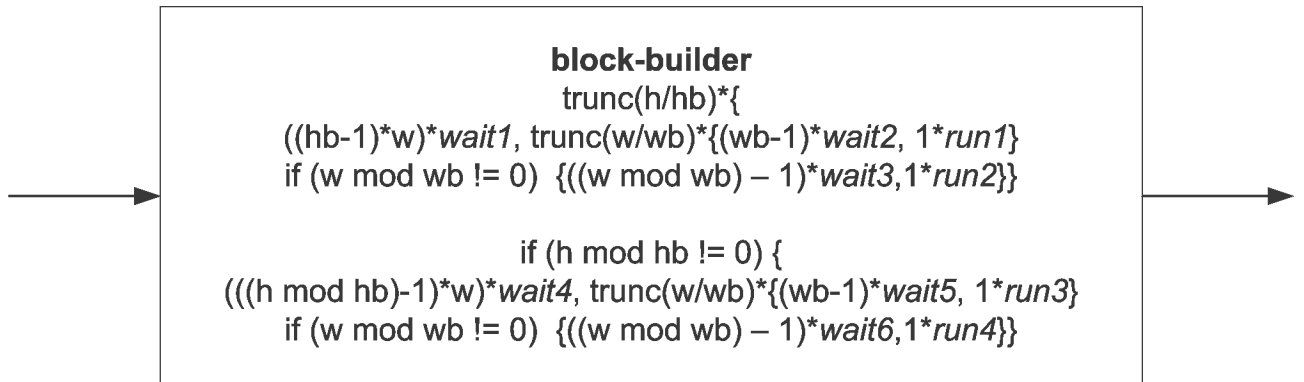 block-builder
trunc(h/hb)*{
((hb-1)*w)*wait1, trunc(w/wb)*{(wb-1)*wait2, 1*run1}
if (w mod wb != 0)  {((w mod wb) – 1)*wait3,1*run2}}
if (h mod hb != 0) {
(((h mod hb)-1)*w)*wait4, trunc(w/wb)*{(wb-1)*wait5, 1*run3}
if (w mod wb != 0)  {((w mod wb) – 1)*wait6,1*run4}}